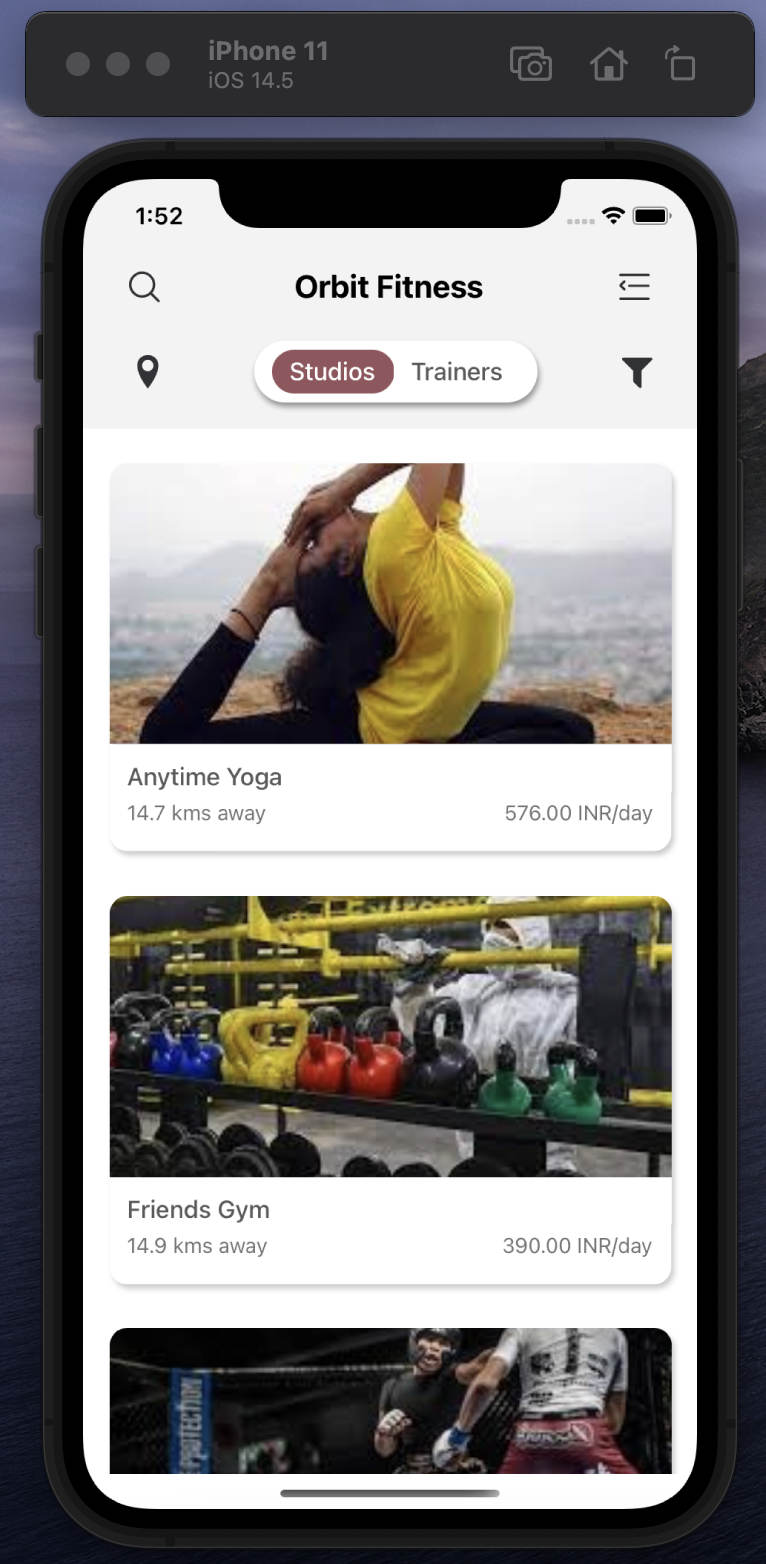 iPhone 11
iOS 14.5
1:52
Orbit Fitness
Studios Trainers
Anytime Yoga
14.7 kms away 576.00 INR/day
Friends Gym
14.9 kms away 390.00 INR/day
PROTECTION